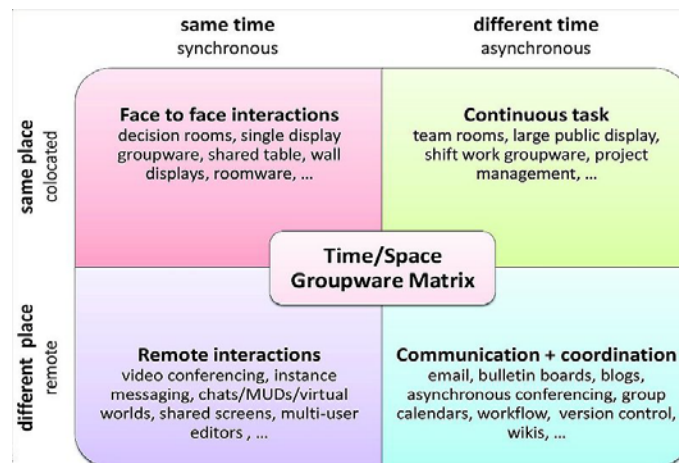 same time
synchronous
different time
asynchronous
same place
colocated
Face to face interactions
decision rooms, single display
groupware, shared table, wall
displays, roomware, ...
Continuous task
team rooms, large public display,
shift work groupware, project
management, ...
Time/Space
Groupware Matrix
different place
remote
Remote interactions
video conferencing, instance
messaging, chats/MUDs/virtual
worlds, shared screens, multi-user
editors , ...
Communication + coordination
email, bulletin boards, blogs,
asynchronous conferencing, group
calendars, workflow, version control,
wikis, ...